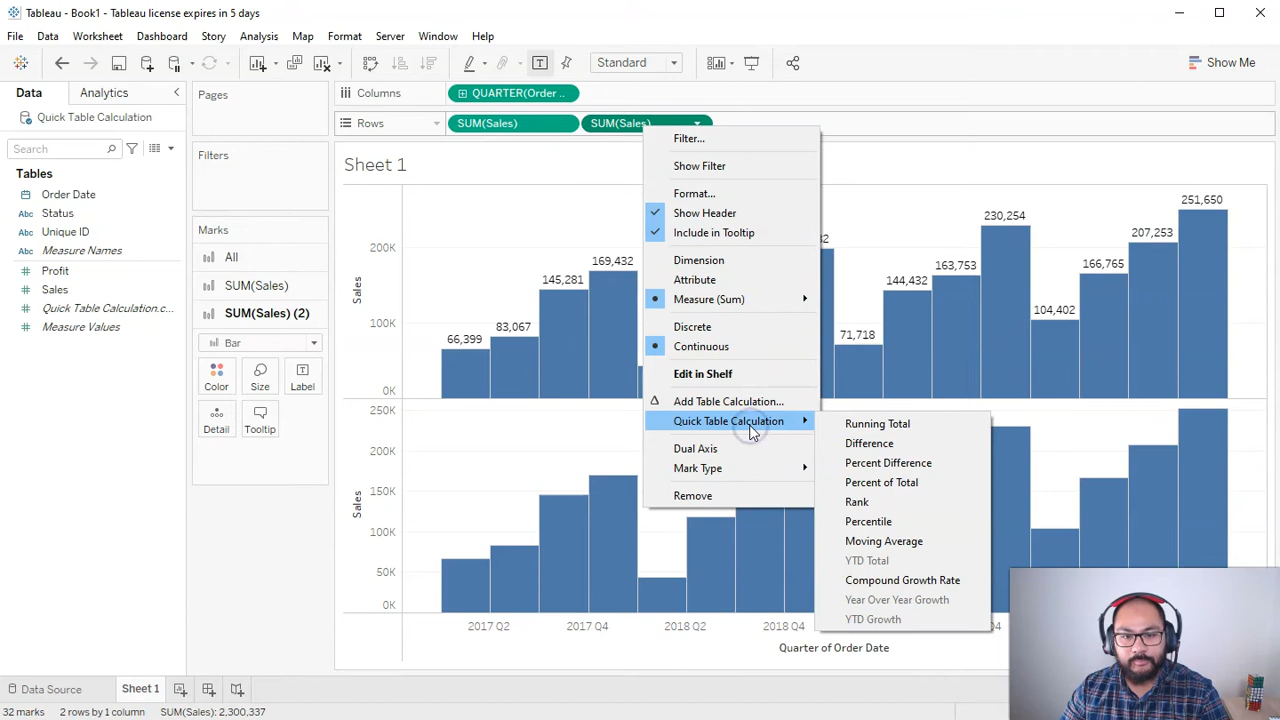 Tableau - Book1 - Tableau license expires in 5 days
File Data Worksheet Dashboard Story Analysis Map Format Server Window Help
Standard
Show Me
Data Analytics
Pages
Columns QUARTER(Order ..
Quick Table Calculation
Rows SUM(Sales) SUM(Sales)
Search
Filters
Sheet 1
Tables
Order Date
Abc Status
Abc Unique ID
Abc Measure Names
Profit
Sales
Quick Table Calculation.c...
Measure Values
Marks
All
SUM(Sales)
SUM(Sales) (2)
Bar
Color Size Label
Detail Tooltip
Filter...
Show Filter
Format...
Show Header
Include in Tooltip
Dimension
Attribute
Measure (Sum)
Discrete
Continuous
Edit in Shelf
Add Table Calculation...
Quick Table Calculation
Dual Axis
Mark Type
Remove
Running Total
Difference
Percent Difference
Percent of Total
Rank
Percentile
Moving Average
YTD Total
Compound Growth Rate
Year Over Year Growth
YTD Growth
Sales
200K
100K
0K
66,399
83,067
145,281
169,432
71,718
144,432
163,753
230,254
104,402
166,765
207,253
251,650
Sales
250K
200K
150K
100K
50K
0K
2017 Q2 2017 Q4 2018 Q2 2018 Q4
Quarter of Order Date
Data Source Sheet 1
32 marks 2 rows by 1 column SUM(Sales): 2,300,337